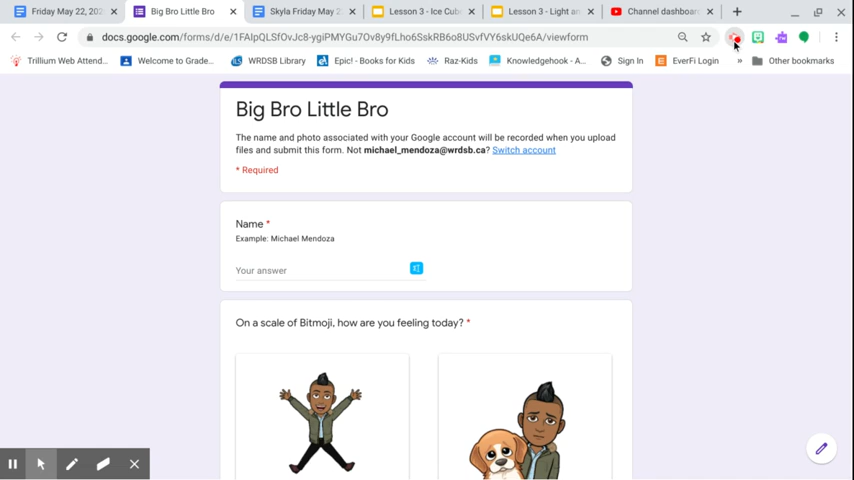 Friday May 22, 202
Big Bro Little Bro
Skyla Friday May 2
Lesson 3 - Ice Cub
Lesson 3 - Light an
Channel dashboar
docs.google.com/forms/d/e/1FAIpQLSfOvJc8-ygiPMYGu7Ov8y9fLho6SskRB6o8USvfVY6skUQe6A/viewform
Trillium Web Attend...
Welcome to Grade...
WRDSB Library
Epic! - Books for Kids
Raz-Kids
Knowledgehook - A...
Sign In
EverFi Login
»
Other bookmarks
Big Bro Little Bro
The name and photo associated with your Google account will be recorded when you upload
files and submit this form. Not michael_mendoza@wrdsb.ca? Switch account
* Required
Name *
Example: Michael Mendoza
Your answer
On a scale of Bitmoji, how are you feeling today? *